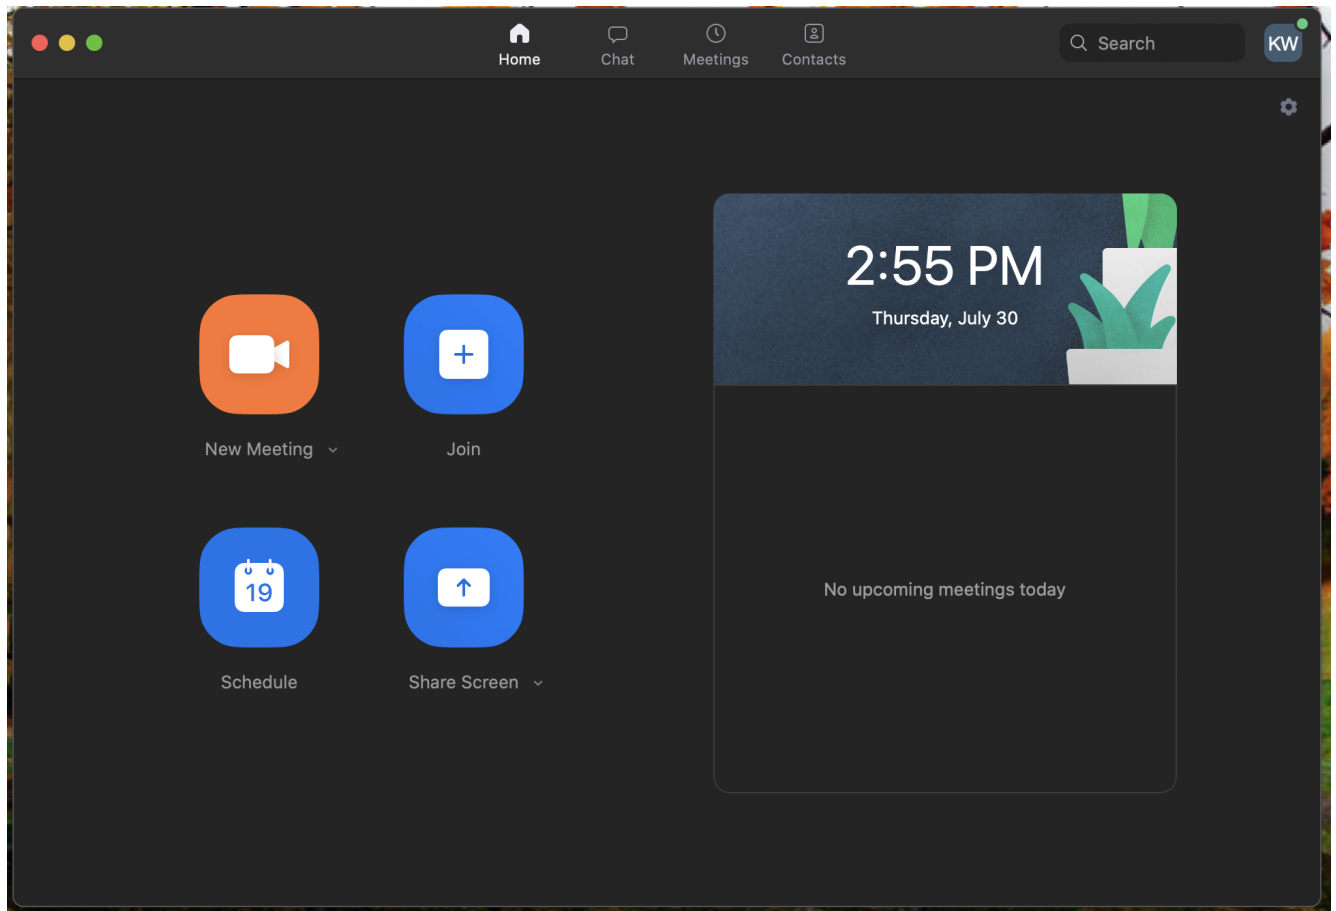 Home
Chat
Meetings
Contacts
Search
KW
2:55 PM
Thursday, July 30
New Meeting
Join
19
Schedule
Share Screen
No upcoming meetings today